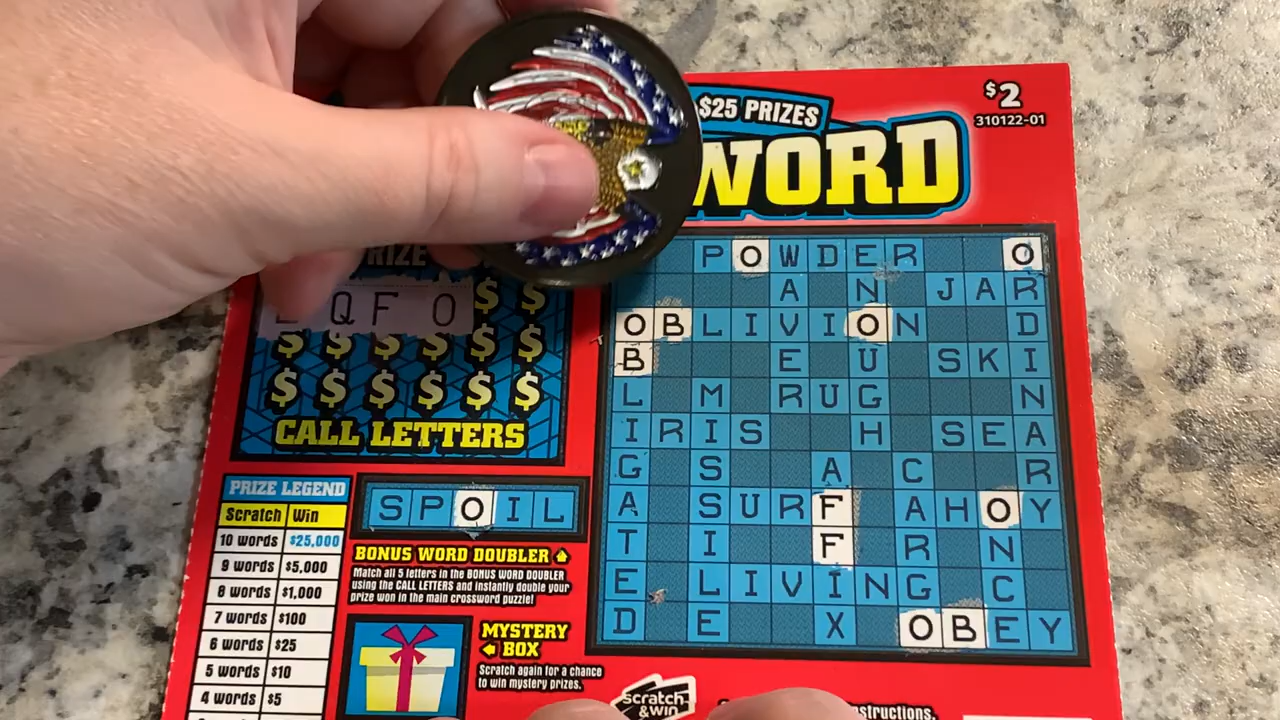 $2
310122-01
$25 PRIZES
WORD
Q F O
CALL LETTERS
POWDER O
A N JAR
OBLIVION D
B E U SKI
L M RUG N
IRIS H SEA
G S A C R
A SURF AHOY
T I F R N
E LIVING C
D E X OBEY
PRIZE LEGEND
Scratch Win
10 words $25,000
9 words $5,000
8 words $1,000
7 words $100
6 words $25
5 words $10
4 words $5
SPOIL
BONUS WORD DOUBLER
Match all 5 letters in the BONUS WORD DOUBLER
using the CALL LETTERS and instantly double your
prize won in the main crossword puzzle!
MYSTERY
BOX
Scratch again for a chance
to win mystery prizes.
scratch
&win